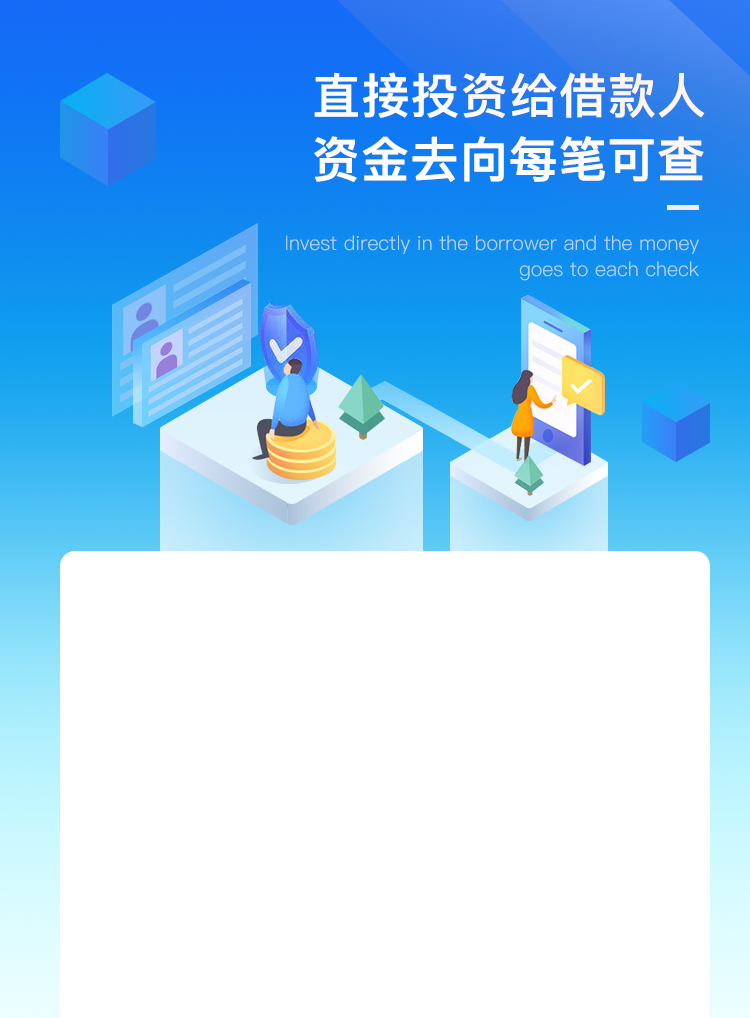 直接投资给借款人
资金去向每笔可查
Invest directly in the borrower and the money
goes to each check